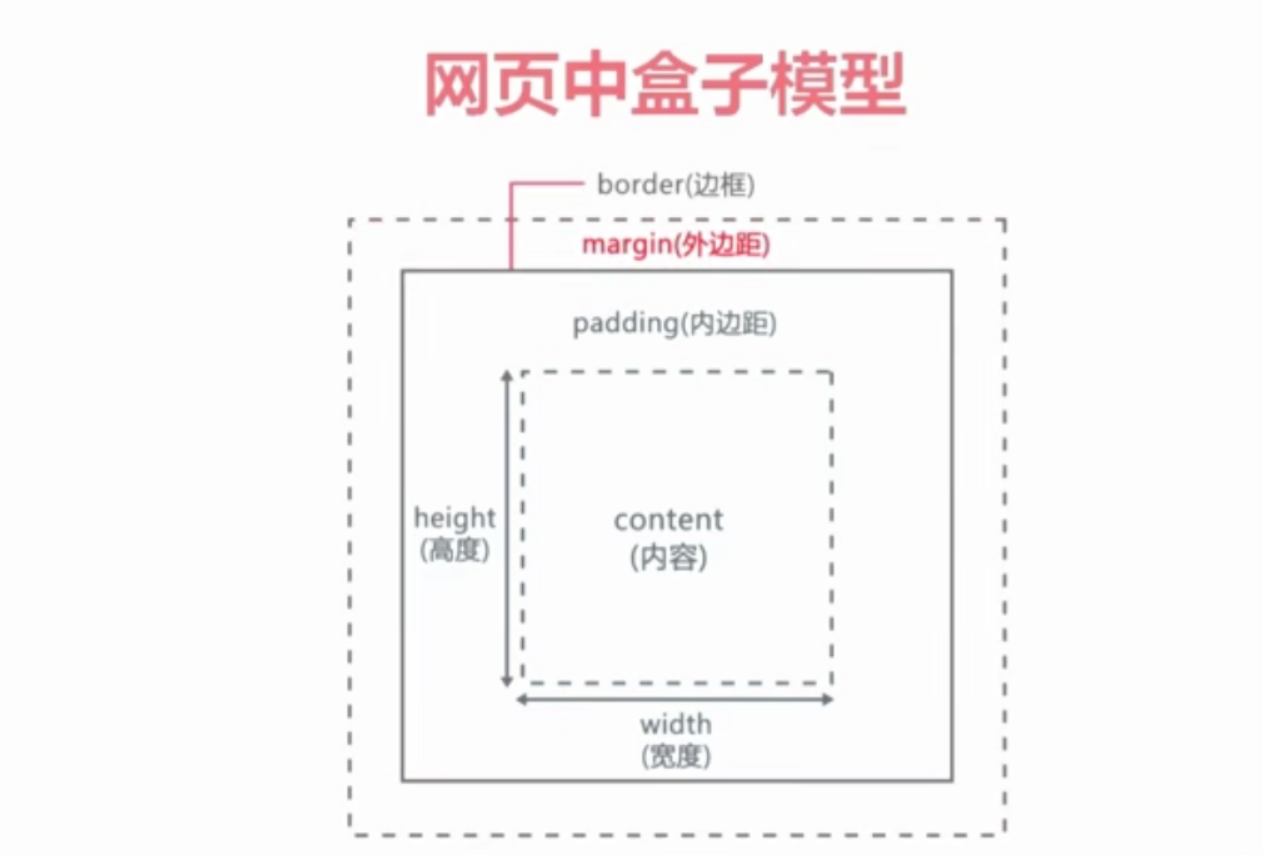 网页中盒子模型
border(边框)
margin(外边距)
padding(内边距)
height
(高度)
content
(内容)
width
(宽度)